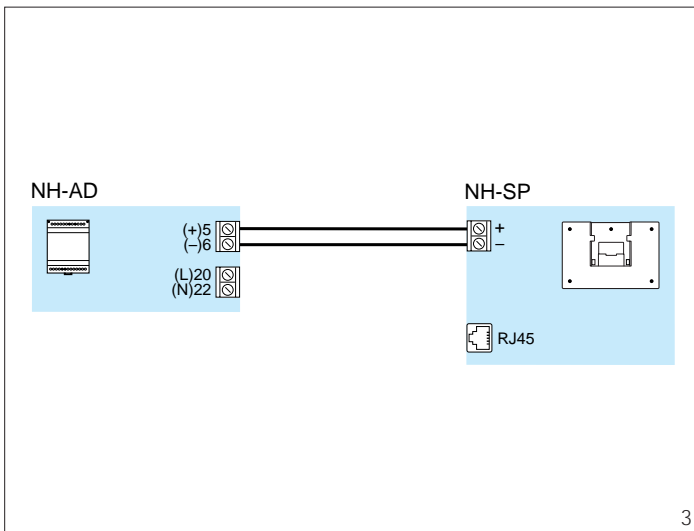 NH-AD
(+)5
(–)6
(L)20
(N)22
NH-SP
+
–
RJ45
3